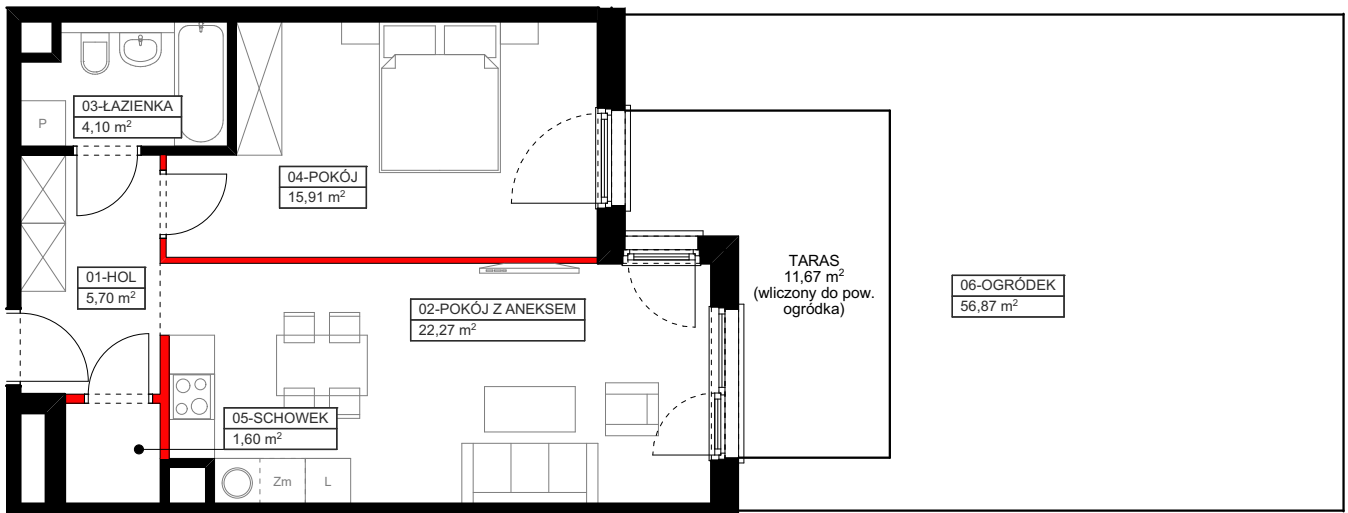 03-ŁAZIENKA
4,10 m²
P
04-POKÓJ
15,91 m²
01-HOL
5,70 m²
02-POKÓJ Z ANEKSEM
22,27 m²
TARAS
11,67 m²
(wliczony do pow.
ogródka)
06-OGRÓDEK
56,87 m²
05-SCHOWEK
1,60 m²
Zm
L